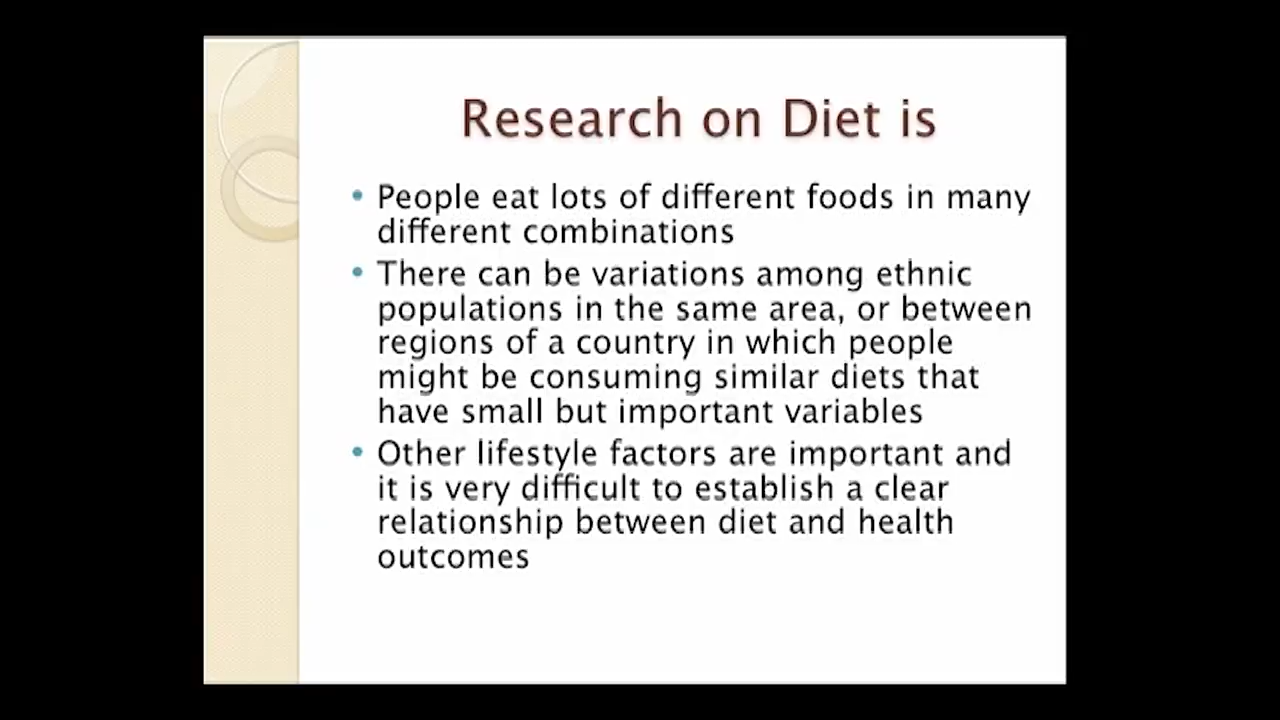 Research on Diet is
• People eat lots of different foods in many
different combinations
• There can be variations among ethnic
populations in the same area, or between
regions of a country in which people
might be consuming similar diets that
have small but important variables
• Other lifestyle factors are important and
it is very difficult to establish a clear
relationship between diet and health
outcomes